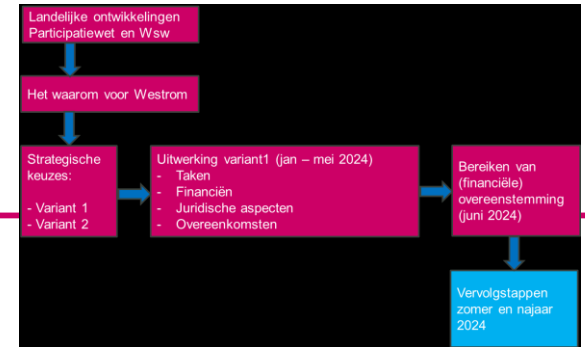 Landelijke ontwikkelingen
Participatiewet en Wsw
Het waarom voor Westrom
Strategische
keuzes:
- Variant 1
- Variant 2
Uitwerking variant1 (jan – mei 2024)
- Taken
- Financiën
- Juridische aspecten
- Overeenkomsten
Bereiken van
(financiële)
overeenstemming
(juni 2024)
Vervolgstappen
zomer en najaar
2024